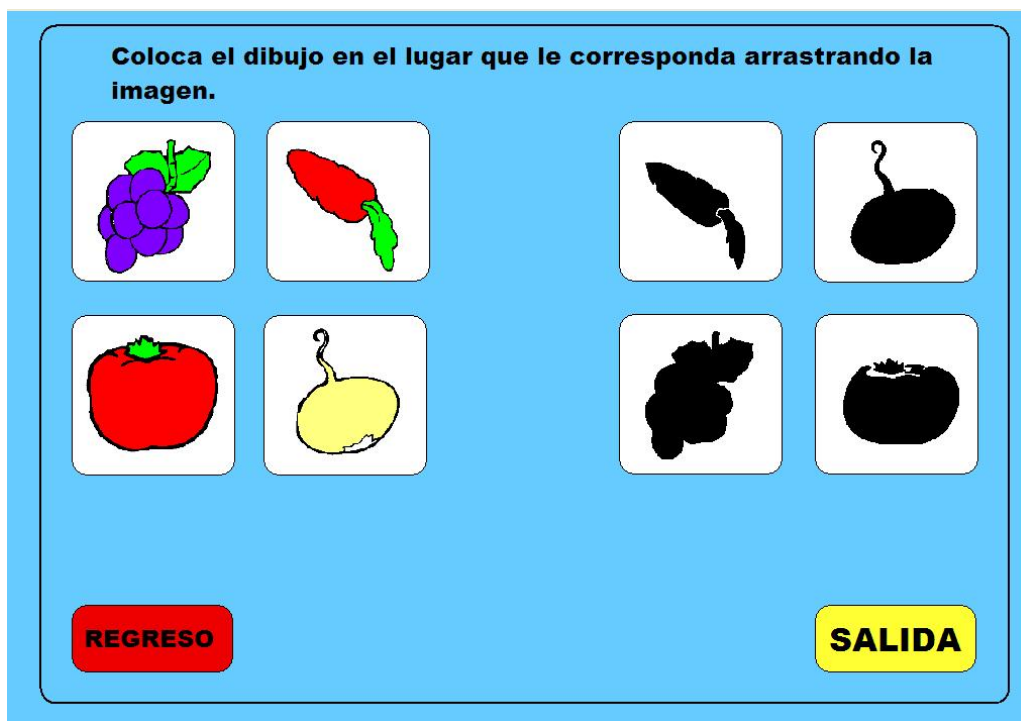 Coloca el dibujo en el lugar que le corresponda arrastrando la
imagen.
REGRESO
SALIDA